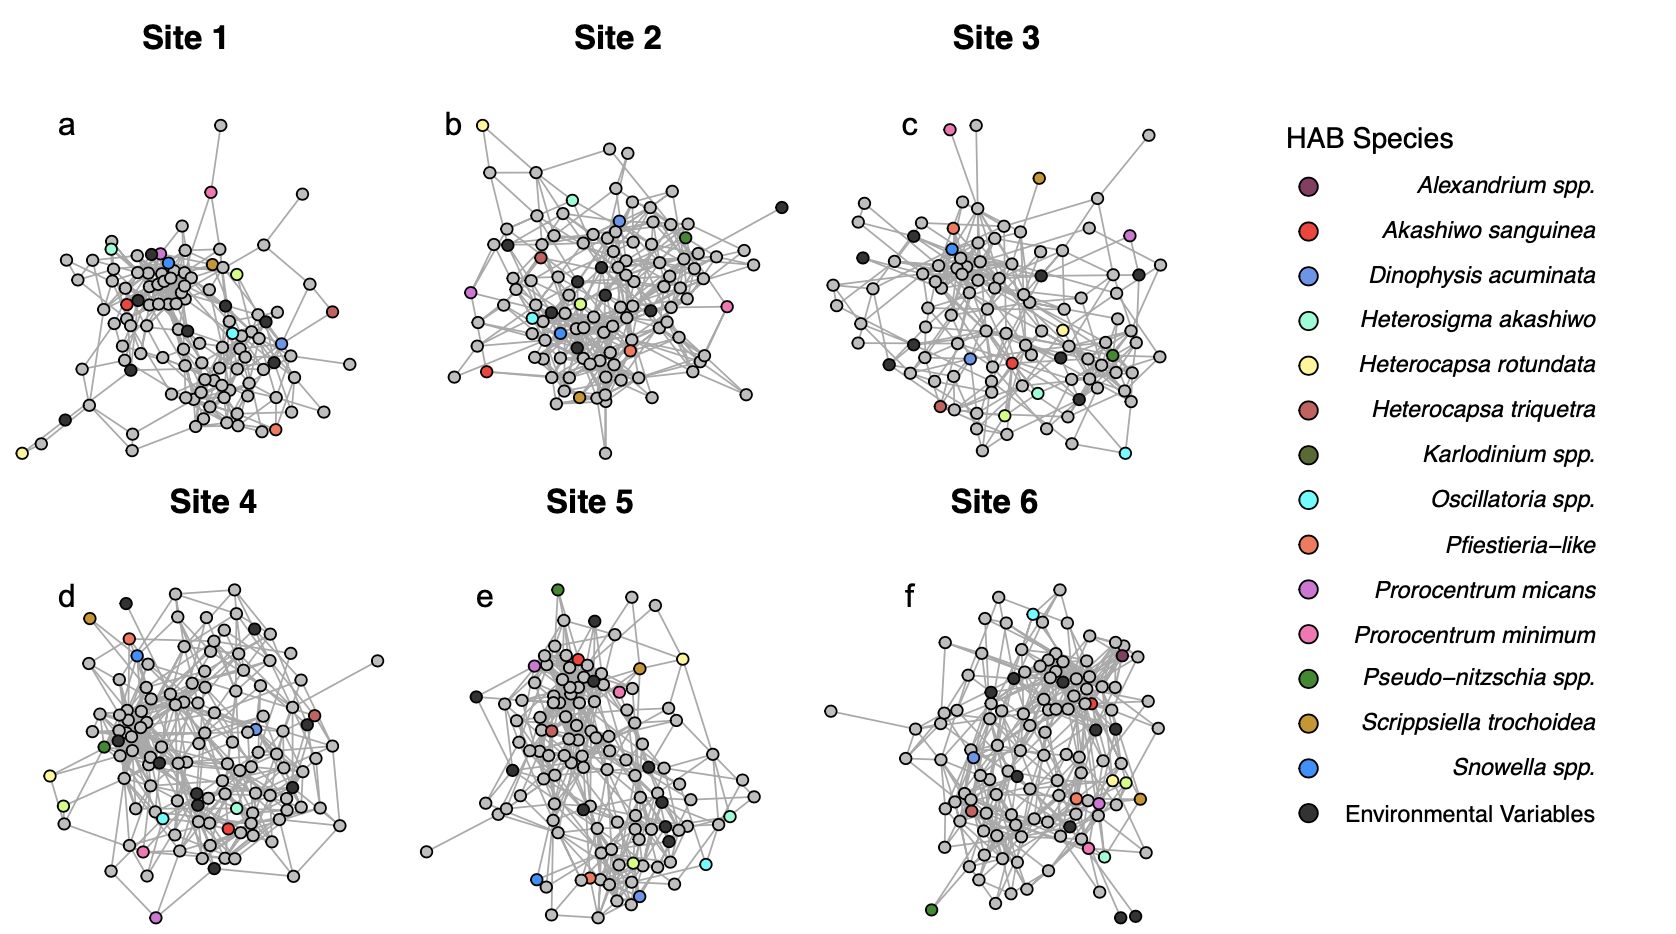 Site 1
Site 2
Site 3
a
b
c
HAB Species
Alexandrium spp.
Akashiwo sanguinea
Dinophysis acuminata
Heterosigma akashiwo
Heterocapsa rotundata
Heterocapsa triquetra
Karlodinium spp.
Oscillatoria spp.
Pfiestieria–like
Prorocentrum micans
Prorocentrum minimum
Pseudo–nitzschia spp.
Scrippsiella trochoidea
Snowella spp.
Environmental Variables
Site 4
Site 5
Site 6
d
e
f